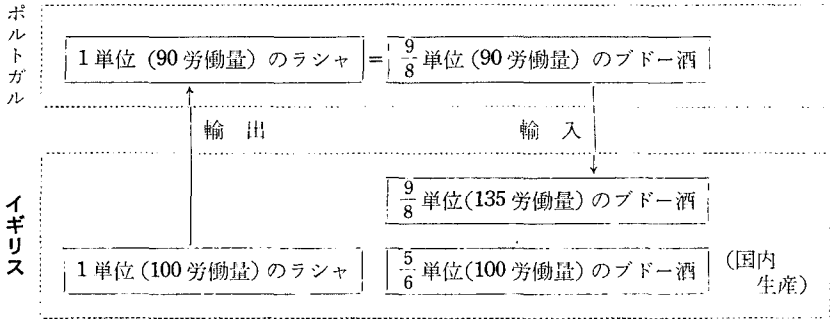 ポルトガル
1単位(90労働量)のラシャ = 9/8単位(90労働量)のブドー酒
輸出 輸入
イギリス
9/8単位(135労働量)のブドー酒
1単位(100労働量)のラシャ 5/6単位(100労働量)のブドー酒 (国内
生産)